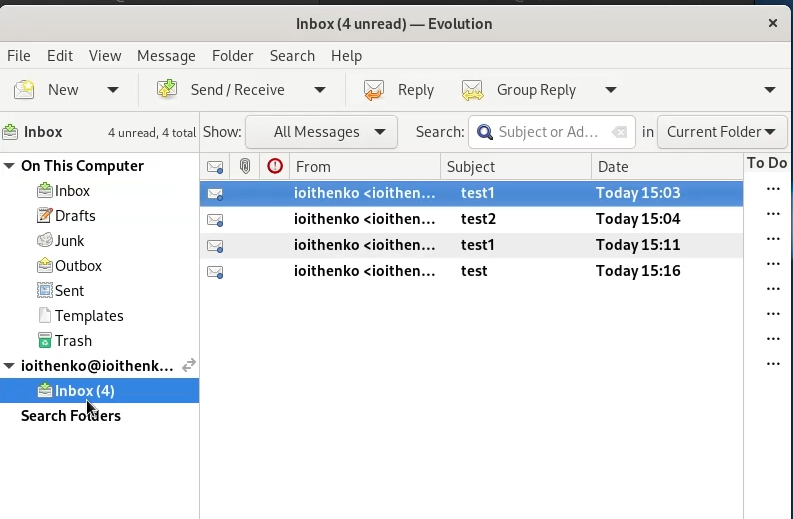 Inbox (4 unread) — Evolution
File Edit View Message Folder Search Help
New Send / Receive Reply Group Reply
Inbox 4 unread, 4 total Show: All Messages Search: Subject or Ad... in Current Folder
From Subject Date To Do
On This Computer
Inbox
Drafts
Junk
Outbox
Sent
Templates
Trash
ioithenko@ioithenk...
Inbox (4)
Search Folders
ioithenko <ioithen... test1 Today 15:03
ioithenko <ioithen... test2 Today 15:04
ioithenko <ioithen... test1 Today 15:11
ioithenko <ioithen... test Today 15:16
...
...
...
...
...
...
...
...